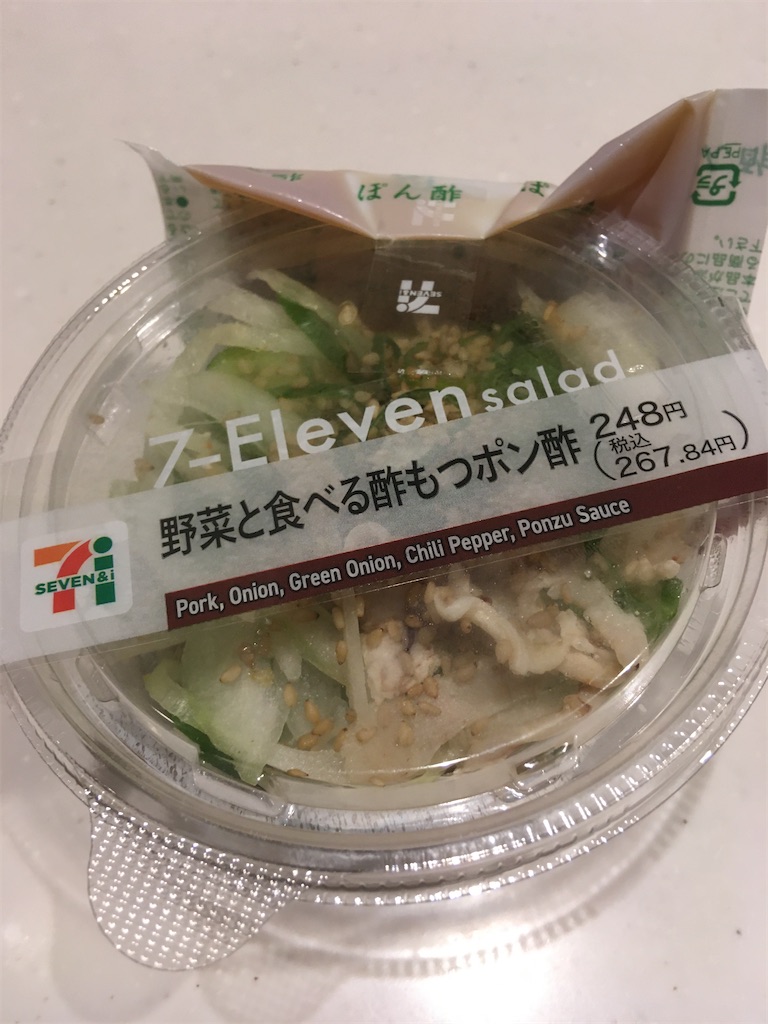 ぽん酢
SEVEN&i
7-Eleven salad
野菜と食べる酢もつポン酢 248円
(税込 267.84円)
SEVEN&i
Pork, Onion, Green Onion, Chili Pepper, Ponzu Sauce